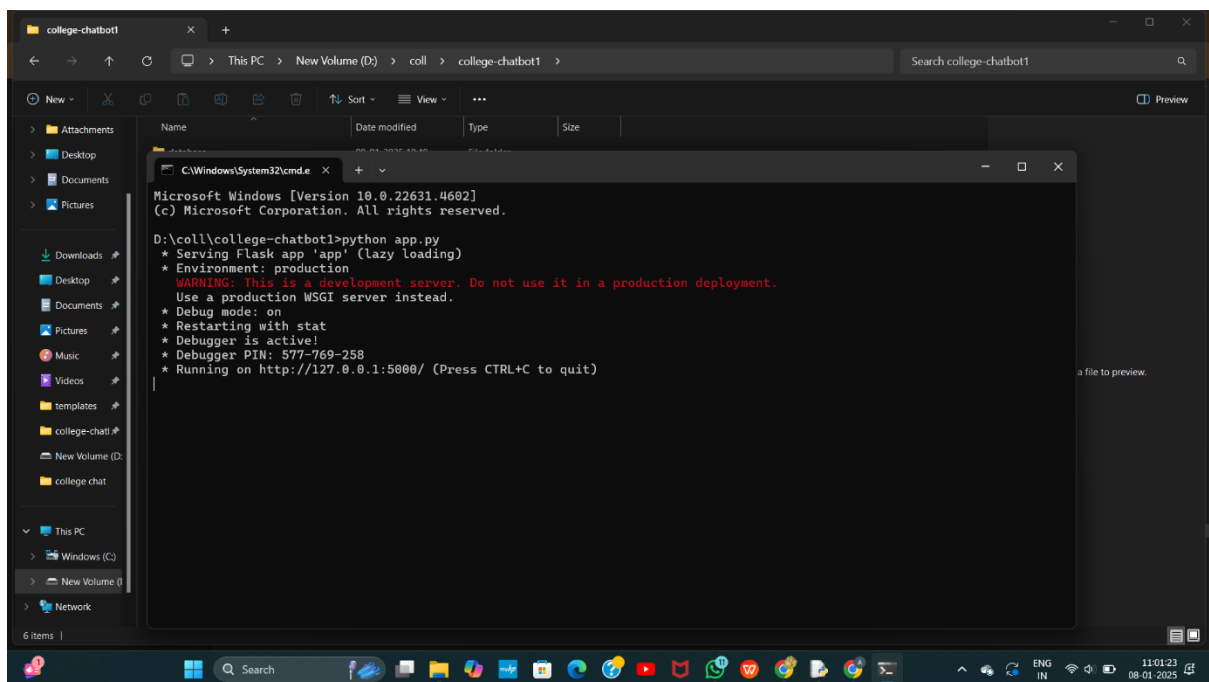 college-chatbot1
This PC > New Volume (D:) > coll > college-chatbot1 >
Search college-chatbot1
New
Sort
View
Preview
Attachments
Desktop
Documents
Pictures
Downloads
Desktop
Documents
Pictures
Music
Videos
templates
college-chatl
New Volume (D:
college chat
This PC
Windows (C:)
New Volume (
Network
6 items
Name Date modified Type Size
C:\Windows\System32\cmd.e
Microsoft Windows [Version 10.0.22631.4602]
(c) Microsoft Corporation. All rights reserved.
D:\coll\college-chatbot1>python app.py
* Serving Flask app 'app' (lazy loading)
* Environment: production
WARNING: This is a development server. Do not use it in a production deployment.
Use a production WSGI server instead.
* Debug mode: on
* Restarting with stat
* Debugger is active!
* Debugger PIN: 577-769-258
* Running on http://127.0.0.1:5000/ (Press CTRL+C to quit)
a file to preview.
Search
ENG
IN
11:01:23
08-01-2025